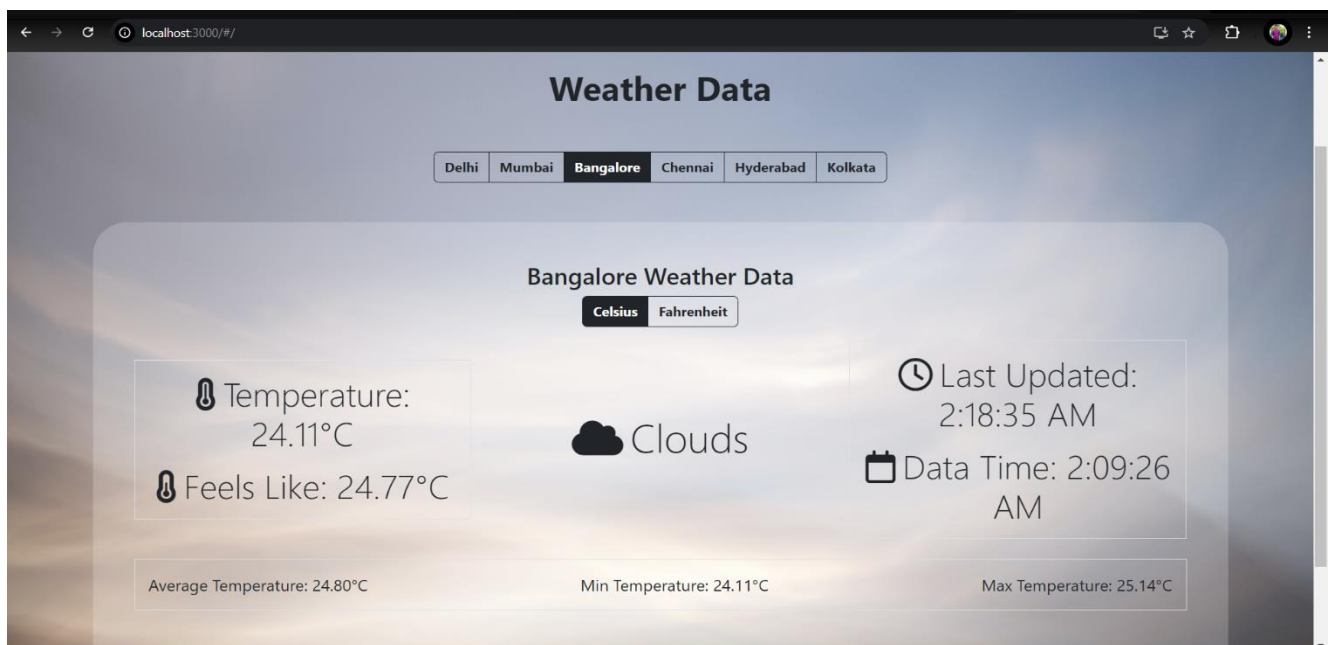 localhost:3000/#/
Weather Data
Delhi Mumbai Bangalore Chennai Hyderabad Kolkata
Bangalore Weather Data
Celsius Fahrenheit
Temperature:
24.11°C
Feels Like: 24.77°C
Clouds
Last Updated:
2:18:35 AM
Data Time: 2:09:26
AM
Average Temperature: 24.80°C
Min Temperature: 24.11°C
Max Temperature: 25.14°C